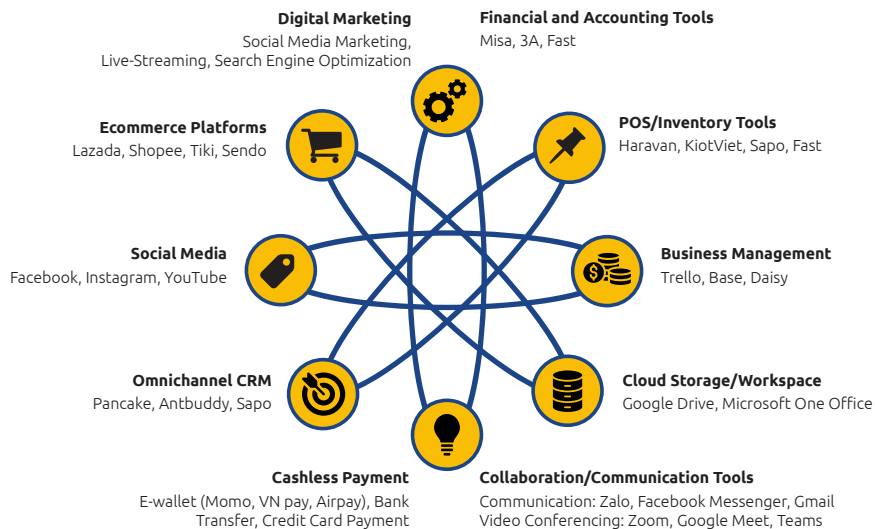 Digital Marketing
Social Media Marketing,
Live-Streaming, Search Engine Optimization
Financial and Accounting Tools
Misa, 3A, Fast
Ecommerce Platforms
Lazada, Shopee, Tiki, Sendo
POS/Inventory Tools
Haravan, KiotViet, Sapo, Fast
Social Media
Facebook, Instagram, YouTube
Business Management
Trello, Base, Daisy
Omnichannel CRM
Pancake, Antbuddy, Sapo
Cloud Storage/Workspace
Google Drive, Microsoft One Office
Cashless Payment
E-wallet (Momo, VN pay, Airpay), Bank
Transfer, Credit Card Payment
Collaboration/Communication Tools
Communication: Zalo, Facebook Messenger, Gmail
Video Conferencing: Zoom, Google Meet, Teams